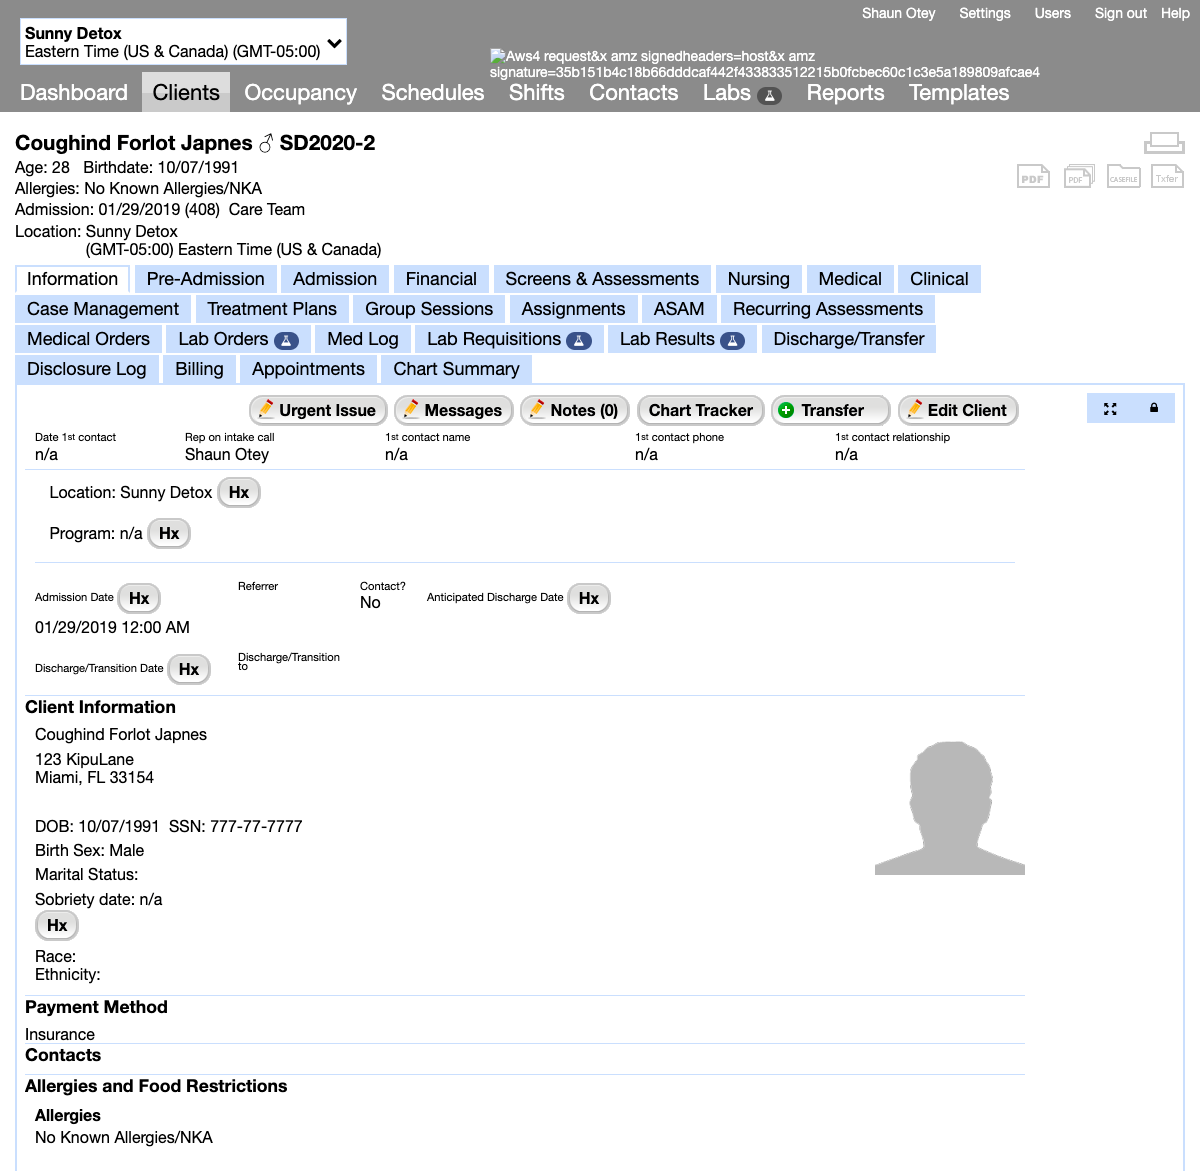 Shaun Otey Settings Users Sign out Help
Sunny Detox
Eastern Time (US & Canada) (GMT-05:00)
Aws4 request&x amz signedheaders=host&x amz
signature=35b151b4c18b66dddcaf442f433833512215b0fcbec60c1c3e5a189809afcae4
Dashboard Clients Occupancy Schedules Shifts Contacts Labs Reports Templates
Coughind Forlot Japnes ♂ SD2020-2
Age: 28 Birthdate: 10/07/1991
Allergies: No Known Allergies/NKA
PDF PDF CASEFILE Txfer
Admission: 01/29/2019 (408) Care Team
Location: Sunny Detox
(GMT-05:00) Eastern Time (US & Canada)
Information Pre-Admission Admission Financial Screens & Assessments Nursing Medical Clinical
Case Management Treatment Plans Group Sessions Assignments ASAM Recurring Assessments
Medical Orders Lab Orders Med Log Lab Requisitions Lab Results Discharge/Transfer
Disclosure Log Billing Appointments Chart Summary
Urgent Issue Messages Notes (0) Chart Tracker Transfer Edit Client
Date 1st contact Rep on intake call 1st contact name 1st contact phone 1st contact relationship
n/a Shaun Otey n/a n/a n/a
Location: Sunny Detox Hx
Program: n/a Hx
Admission Date Hx Referrer Contact? Anticipated Discharge Date Hx
No
01/29/2019 12:00 AM
Discharge/Transition Date Hx Discharge/Transition
to
Client Information
Coughind Forlot Japnes
123 KipuLane
Miami, FL 33154
DOB: 10/07/1991 SSN: 777-77-7777
Birth Sex: Male
Marital Status:
Sobriety date: n/a
Hx
Race:
Ethnicity:
Payment Method
Insurance
Contacts
Allergies and Food Restrictions
Allergies
No Known Allergies/NKA